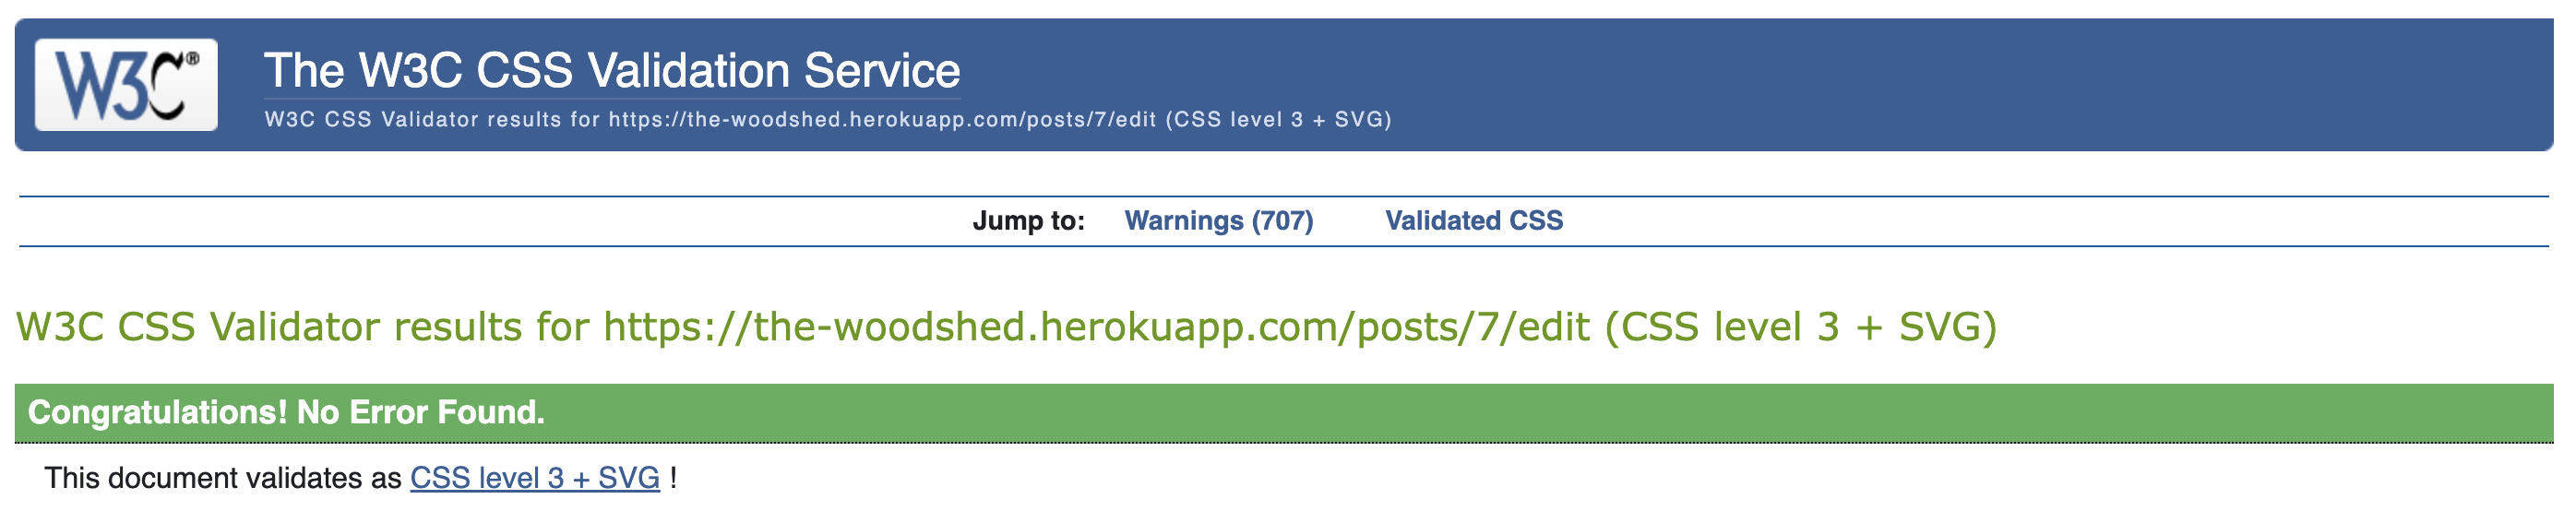 W3C®
The W3C CSS Validation Service
W3C CSS Validator results for https://the-woodshed.herokuapp.com/posts/7/edit (CSS level 3 + SVG)
Jump to: Warnings (707) Validated CSS
W3C CSS Validator results for https://the-woodshed.herokuapp.com/posts/7/edit (CSS level 3 + SVG)
Congratulations! No Error Found.
This document validates as CSS level 3 + SVG !